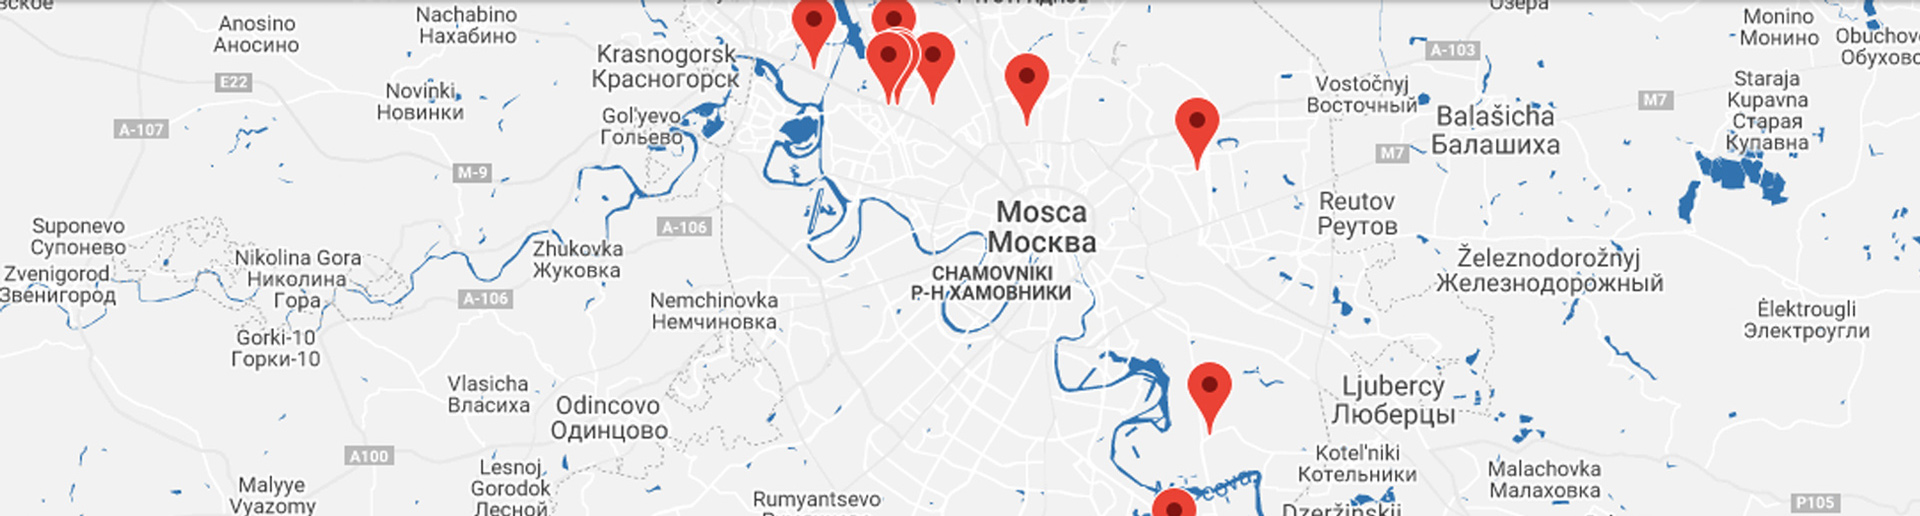 Anosino
Аносино
Nachabino
Нахабино
Krasnogorsk
Красногорск
E22
Novinki
Новинки
Gol'yevo
Гольево
A-107
M-9
Suponevo
Супонево
A-106
Zvenigorod
Звенигород
Nikolina Gora
Николина
Гора
Zhukovka
Жуковка
A-106
Gorki-10
Горки-10
Nemchinovka
Немчиновка
Vlasicha
Власиха
Odincovo
Одинцово
A100
Lesnoj
Gorodok
Лесной
Malyye
Vyazomy
Rumyantsevo
Mosca
Москва
CHAMOVNIKI
Р-Н ХАМОВНИКИ
Озёра
Monino
Монино
Obuchovo
Обухово
A-103
Vostočnyj
Восточный
M7
Staraja
Kupavna
Старая
Купавна
Balašicha
Балашиха
M7
Reutov
Реутов
Železnodorožnyj
Железнодорожный
Ėlektrougli
Электроугли
Ljubercy
Люберцы
Kotel'niki
Котельники
Malachovka
Малаховка
P105
Dzeržinskij